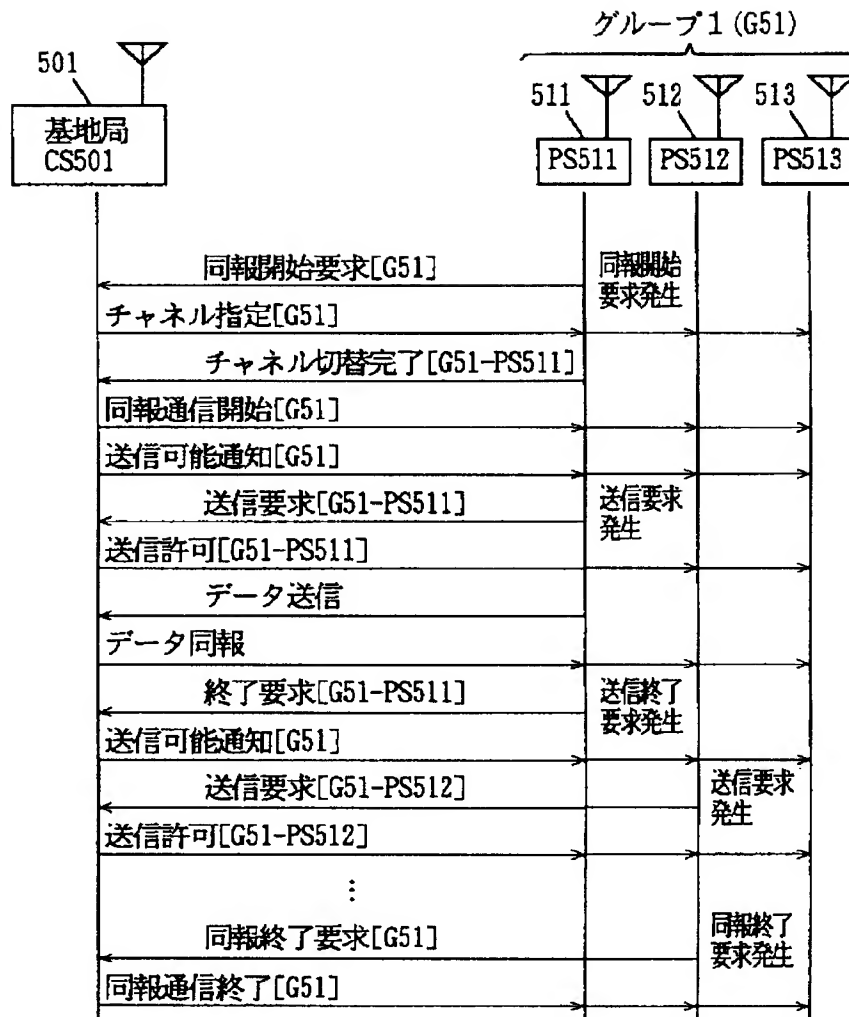 グループ1(G51)
501
511
512
513
基地局
CS501
PS511
PS512
PS513
同報開始要求[G51]
同報開始
要求発生
チャネル指定[G51]
チャネル切替完了[G51-PS511]
同報通信開始[G51]
送信可能通知[G51]
送信要求[G51-PS511]
送信要求
発生
送信許可[G51-PS511]
データ送信
データ同報
終了要求[G51-PS511]
送信終了
要求発生
送信可能通知[G51]
送信要求[G51-PS512]
送信要求
発生
送信許可[G51-PS512]
⋮
同報終了要求[G51]
同報終了
要求発生
同報通信終了[G51]